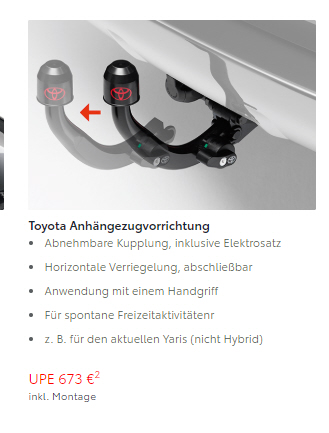 Toyota Anhängezugvorrichtung
• Abnehmbare Kupplung, inklusive Elektrosatz
• Horizontale Verriegelung, abschließbar
• Anwendung mit einem Handgriff
• Für spontane Freizeitaktivitätenr
• z. B. für den aktuellen Yaris (nicht Hybrid)
UPE 673 €²
inkl. Montage